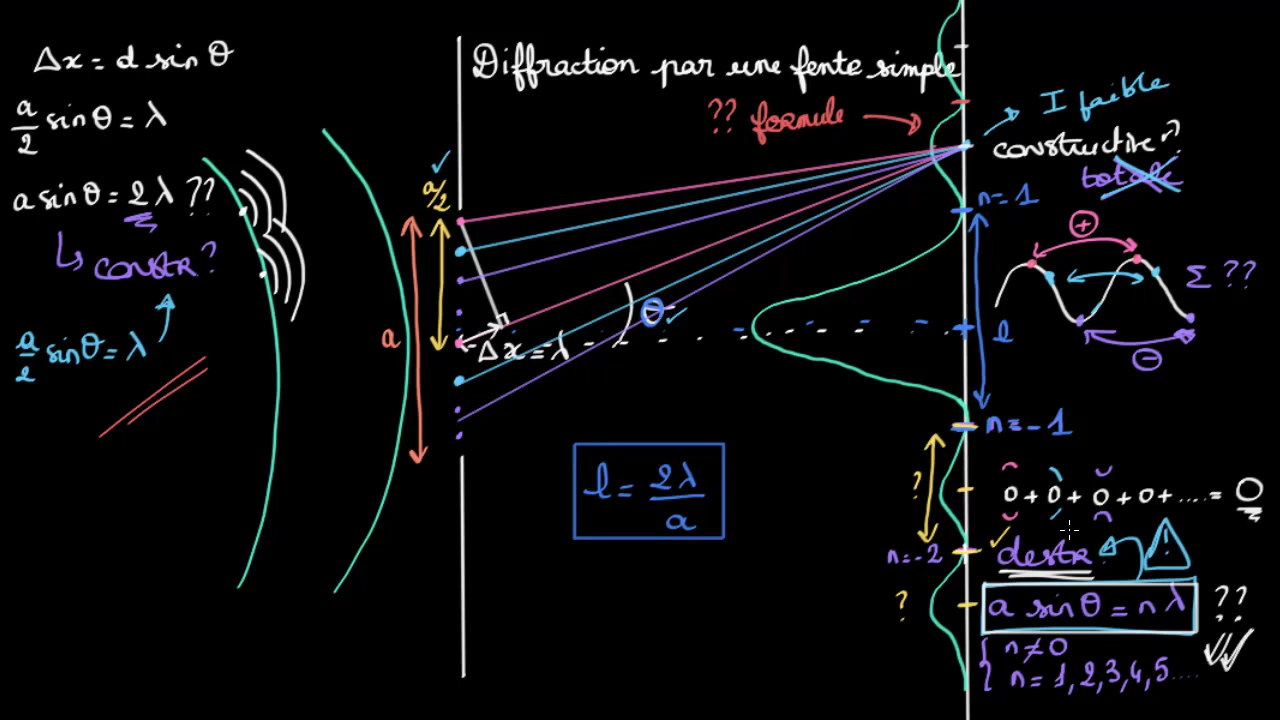 Δx = d sin θ
a/2 sin θ = λ
a sin θ = 2λ ??
↳ constr ?
a/2 sin θ = λ
Diffraction par une fente simple
?? formule →
a/2
a
Δx = λ
θ
l = 2λ/a
I faible
constructive ?
totale
n = 1
⊕
Σ ??
⊖
l
n = -1
?
0 + 0 + 0 + 0 + .... = 0
n = -2
destr
!
?
a sin θ = n λ ??
n ≠ 0
n = 1, 2, 3, 4, 5 ....